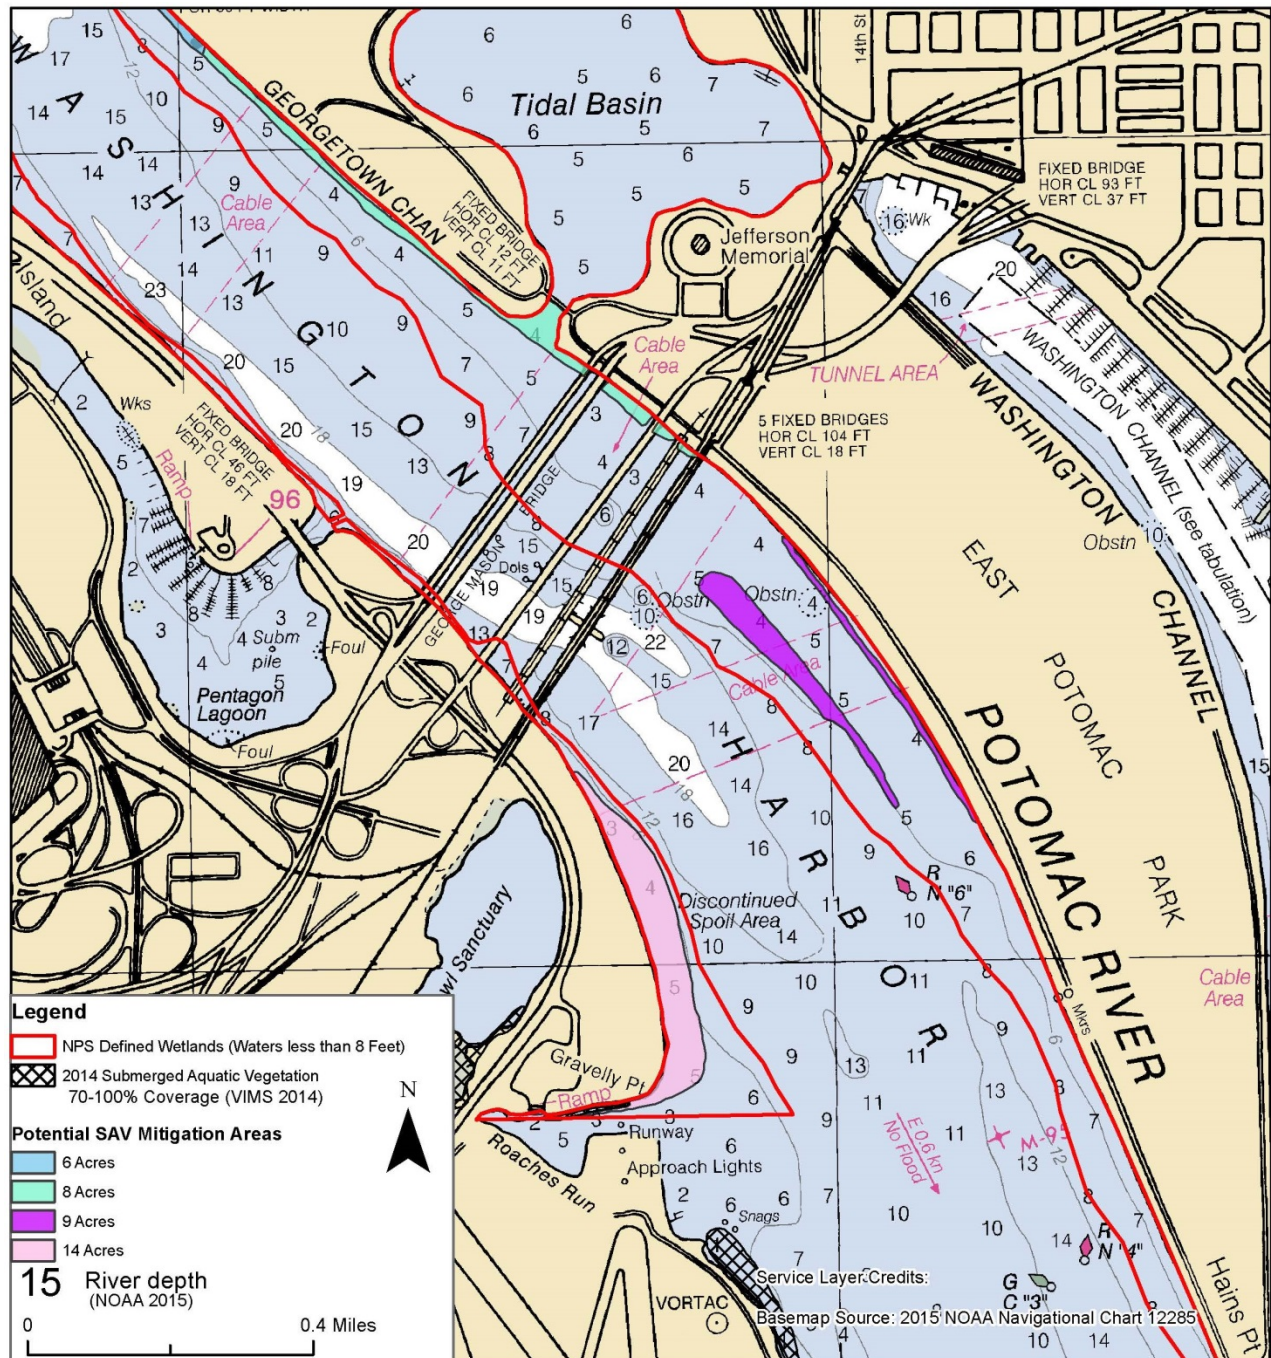 WASHINGTON
HARBOR
GEORGETOWN CHAN
Tidal Basin
14th St
FIXED BRIDGE
HOR CL 12 FT
VERT CL 11 FT
Jefferson
Memorial
FIXED BRIDGE
HOR CL 93 FT
VERT CL 37 FT
16
Wk
Cable
Area
Cable
Area
TUNNEL AREA
WASHINGTON CHANNEL (see tabulation)
WASHINGTON
CHANNEL
Island
Wks
Ramp
FIXED BRIDGE
HOR CL 46 FT
VERT CL 18 FT
96
5 FIXED BRIDGES
HOR CL 104 FT
VERT CL 18 FT
GEORGE MASON BRIDGE
Dols
Obstn
Obstn
Obstn
10
Subm
pile
Foul
Pentagon
Lagoon
Foul
Cable Area
EAST
POTOMAC
PARK
POTOMAC RIVER
Discontinued
Spoil Area
R
N "6"
Cable
Area
Mkrs
wl Sanctuary
Gravelly Pt
Ramp
Runway
Approach Lights
Roaches Run
Snags
VORTAC
E 0.6 kn
No Flood
M-95
R
N "4"
G
C "3"
Hains Pt
Legend
NPS Defined Wetlands (Waters less than 8 Feet)
2014 Submerged Aquatic Vegetation
70-100% Coverage (VIMS 2014)
N
Potential SAV Mitigation Areas
6 Acres
8 Acres
9 Acres
14 Acres
15 River depth
(NOAA 2015)
0 0.4 Miles
Service Layer Credits:
Basemap Source: 2015 NOAA Navigational Chart 12285